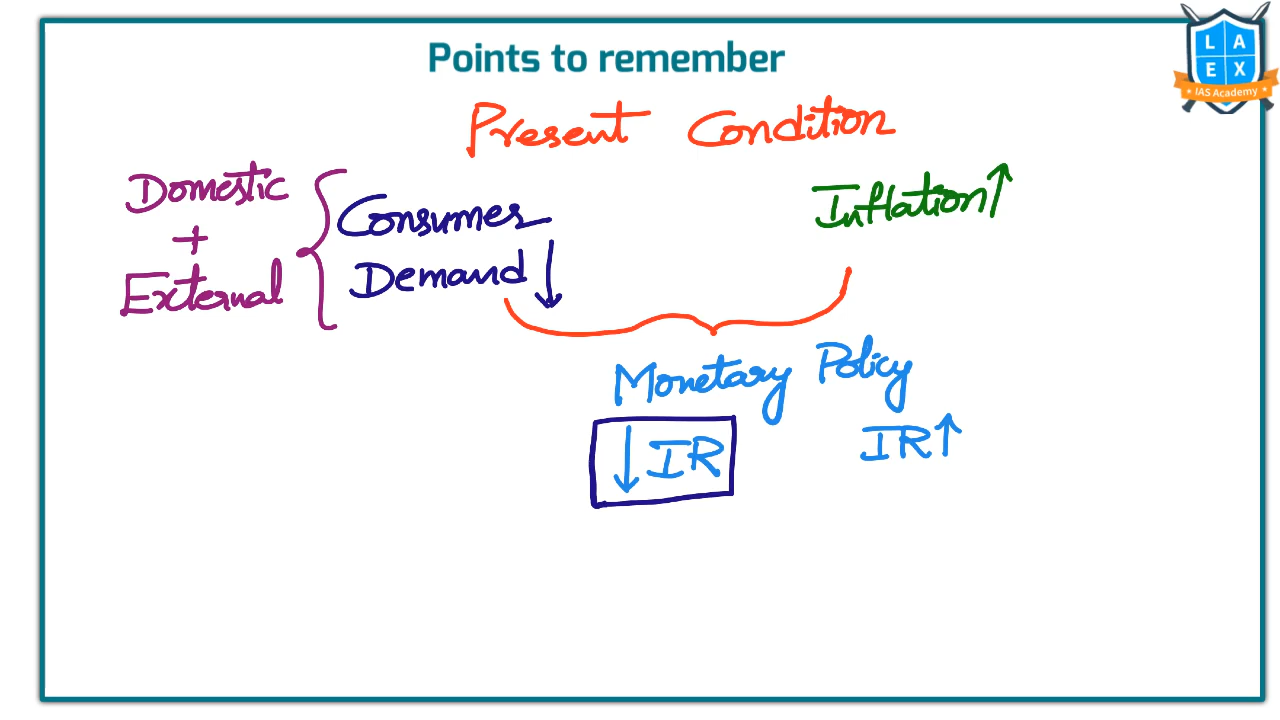 Points to remember
L A
E X
IAS Academy
Present Condition
Domestic
+
External
Consumer
Demand ↓
Inflation ↑
Monetary Policy
↓ IR
IR ↑